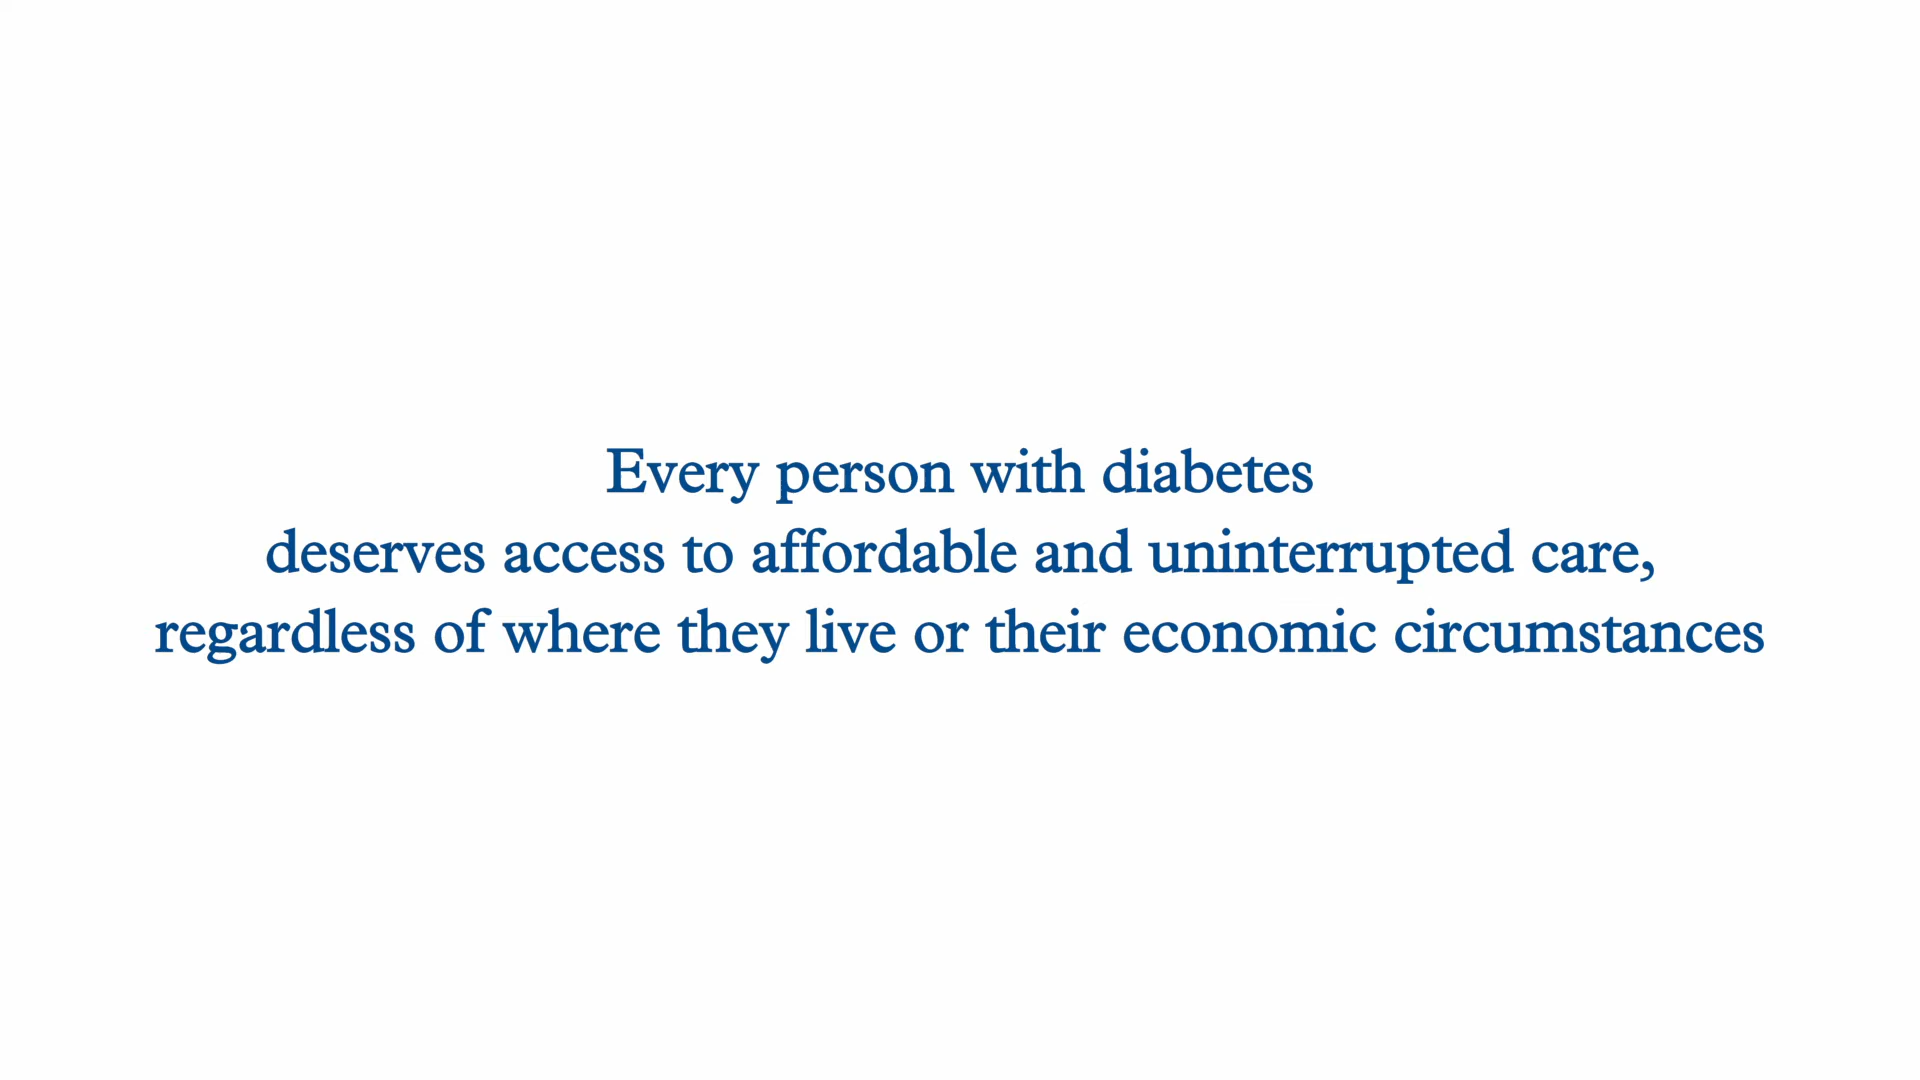 Every person with diabetes
deserves access to affordable and uninterrupted care,
regardless of where they live or their economic circumstances